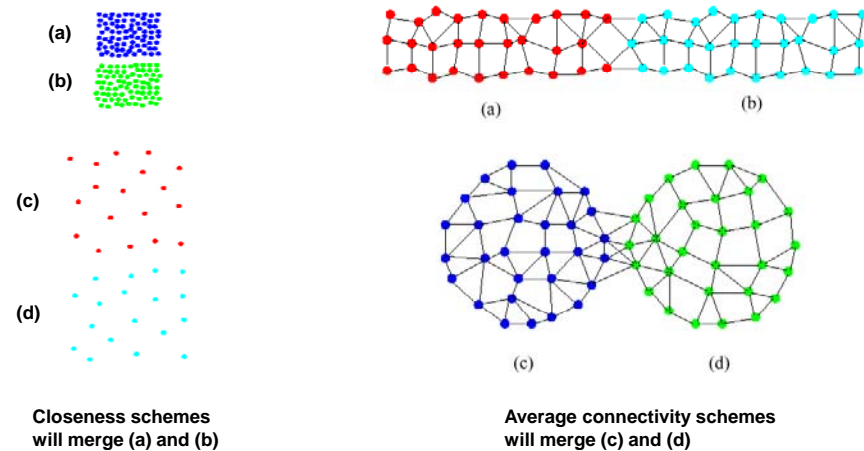 (a)
(b)
(c)
(d)
Closeness schemes
will merge (a) and (b)
(a)
(b)
(c)
(d)
Average connectivity schemes
will merge (c) and (d)